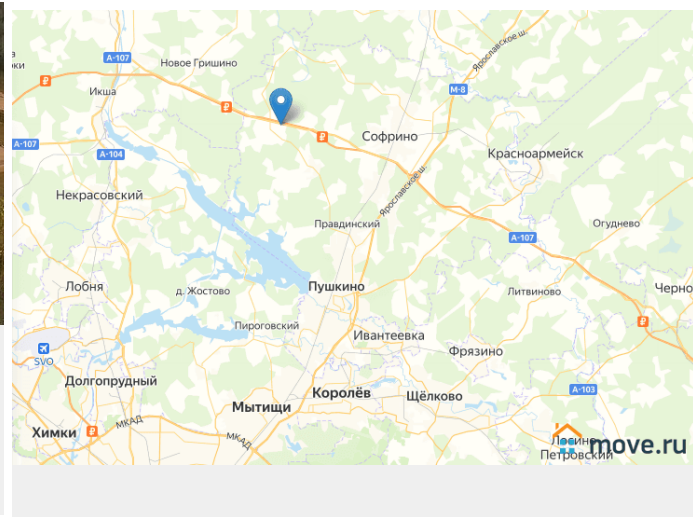 А-107
Новое Гришино
Ярославское ш.
М-8
Икша
₽
₽
₽
Софрино
А-107
А-104
Красноармейск
Некрасовский
Ярославское ш.
Правдинский
Огуднево
А-107
Лобня
д. Жостово
Пушкино
Литвиново
Черно
Пироговский
₽
Ивантеевка
SVO
Фрязино
Долгопрудный
Королёв
Щёлково
А-103
Мытищи
МКАД
Химки
₽
МКАД
move.ru
Петровский